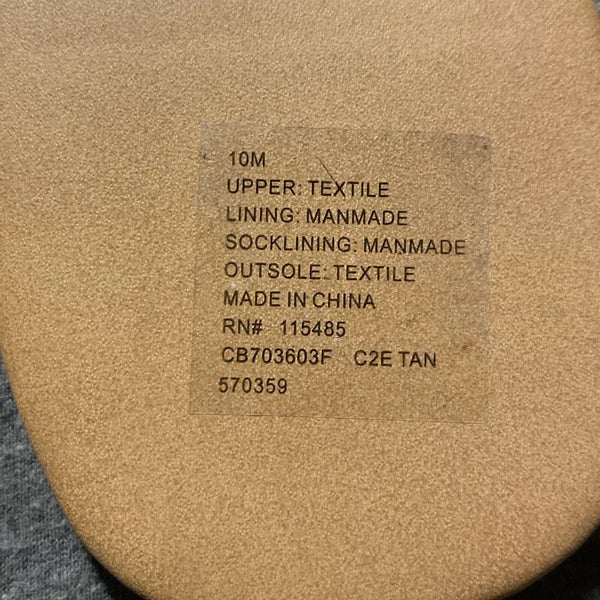 10M
UPPER: TEXTILE
LINING: MANMADE
SOCKLINING: MANMADE
OUTSOLE: TEXTILE
MADE IN CHINA
RN# 115485
CB703603F C2E TAN
570359